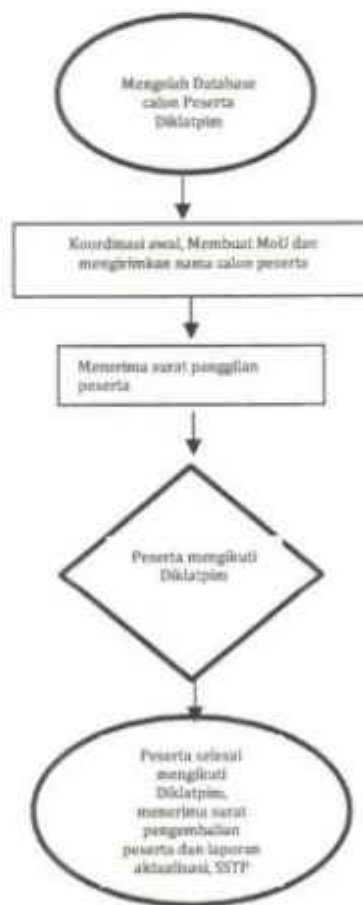 Mengolah Database
calon Peserta
Diklatpim
Koordinasi awal, Membuat MoU dan
mengirimkan nama calon peserta
Menerima surat panggilan
peserta
Peserta mengikuti
Diklatpim
Peserta selesai
mengikuti
Diklatpim,
menerima surat
pengembalian
peserta dan laporan
aktualisasi, SSTP